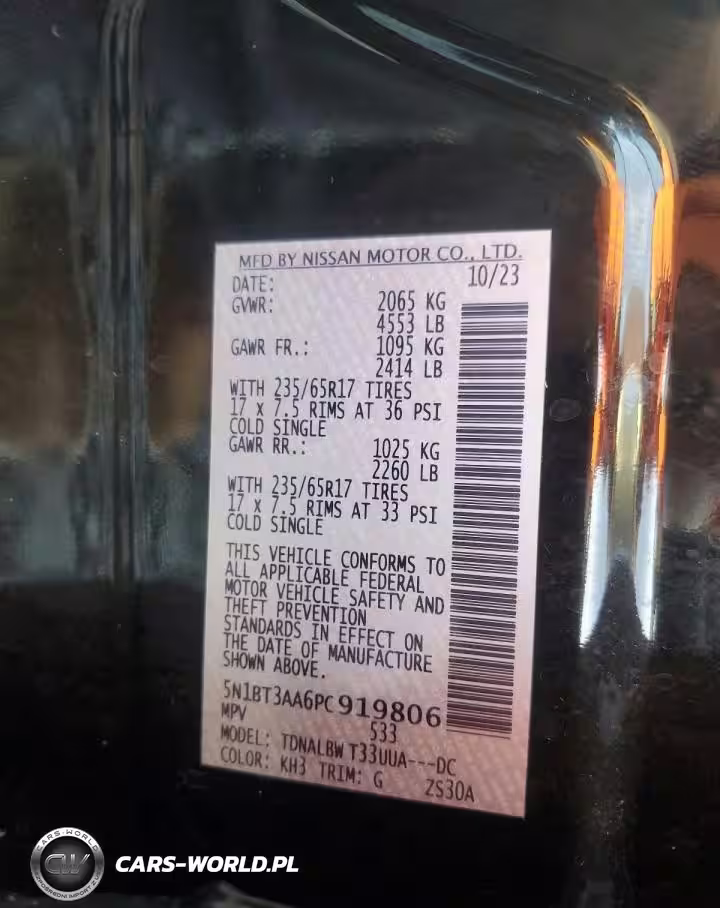 MFD BY NISSAN MOTOR CO., LTD.
DATE: 10/23
GVWR: 2065 KG
4553 LB
GAWR FR.: 1095 KG
2414 LB
WITH 235/65R17 TIRES
17 x 7.5 RIMS AT 36 PSI
COLD SINGLE
GAWR RR.: 1025 KG
2260 LB
WITH 235/65R17 TIRES
17 x 7.5 RIMS AT 33 PSI
COLD SINGLE
THIS VEHICLE CONFORMS TO
ALL APPLICABLE FEDERAL
MOTOR VEHICLE SAFETY AND
THEFT PREVENTION
STANDARDS IN EFFECT ON
THE DATE OF MANUFACTURE
SHOWN ABOVE.
5N1BT3AA6PC919806
MPV 533
MODEL: TDNALBW T33UUA---DC
COLOR: KH3 TRIM: G ZS30A
CARS-WORLD
CW
CARS-WORLD.PL